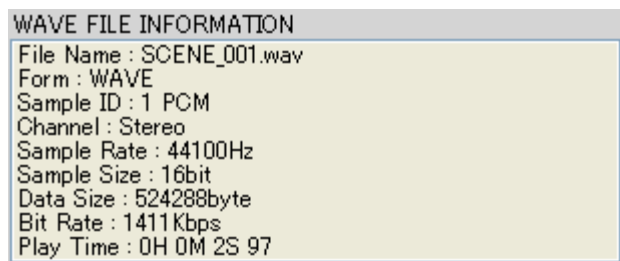 WAVE FILE INFORMATION
File Name : SCENE_001.wav
Form : WAVE
Sample ID : 1 PCM
Channel : Stereo
Sample Rate : 44100Hz
Sample Size : 16bit
Data Size : 524288byte
Bit Rate : 1411Kbps
Play Time : 0H 0M 2S 97